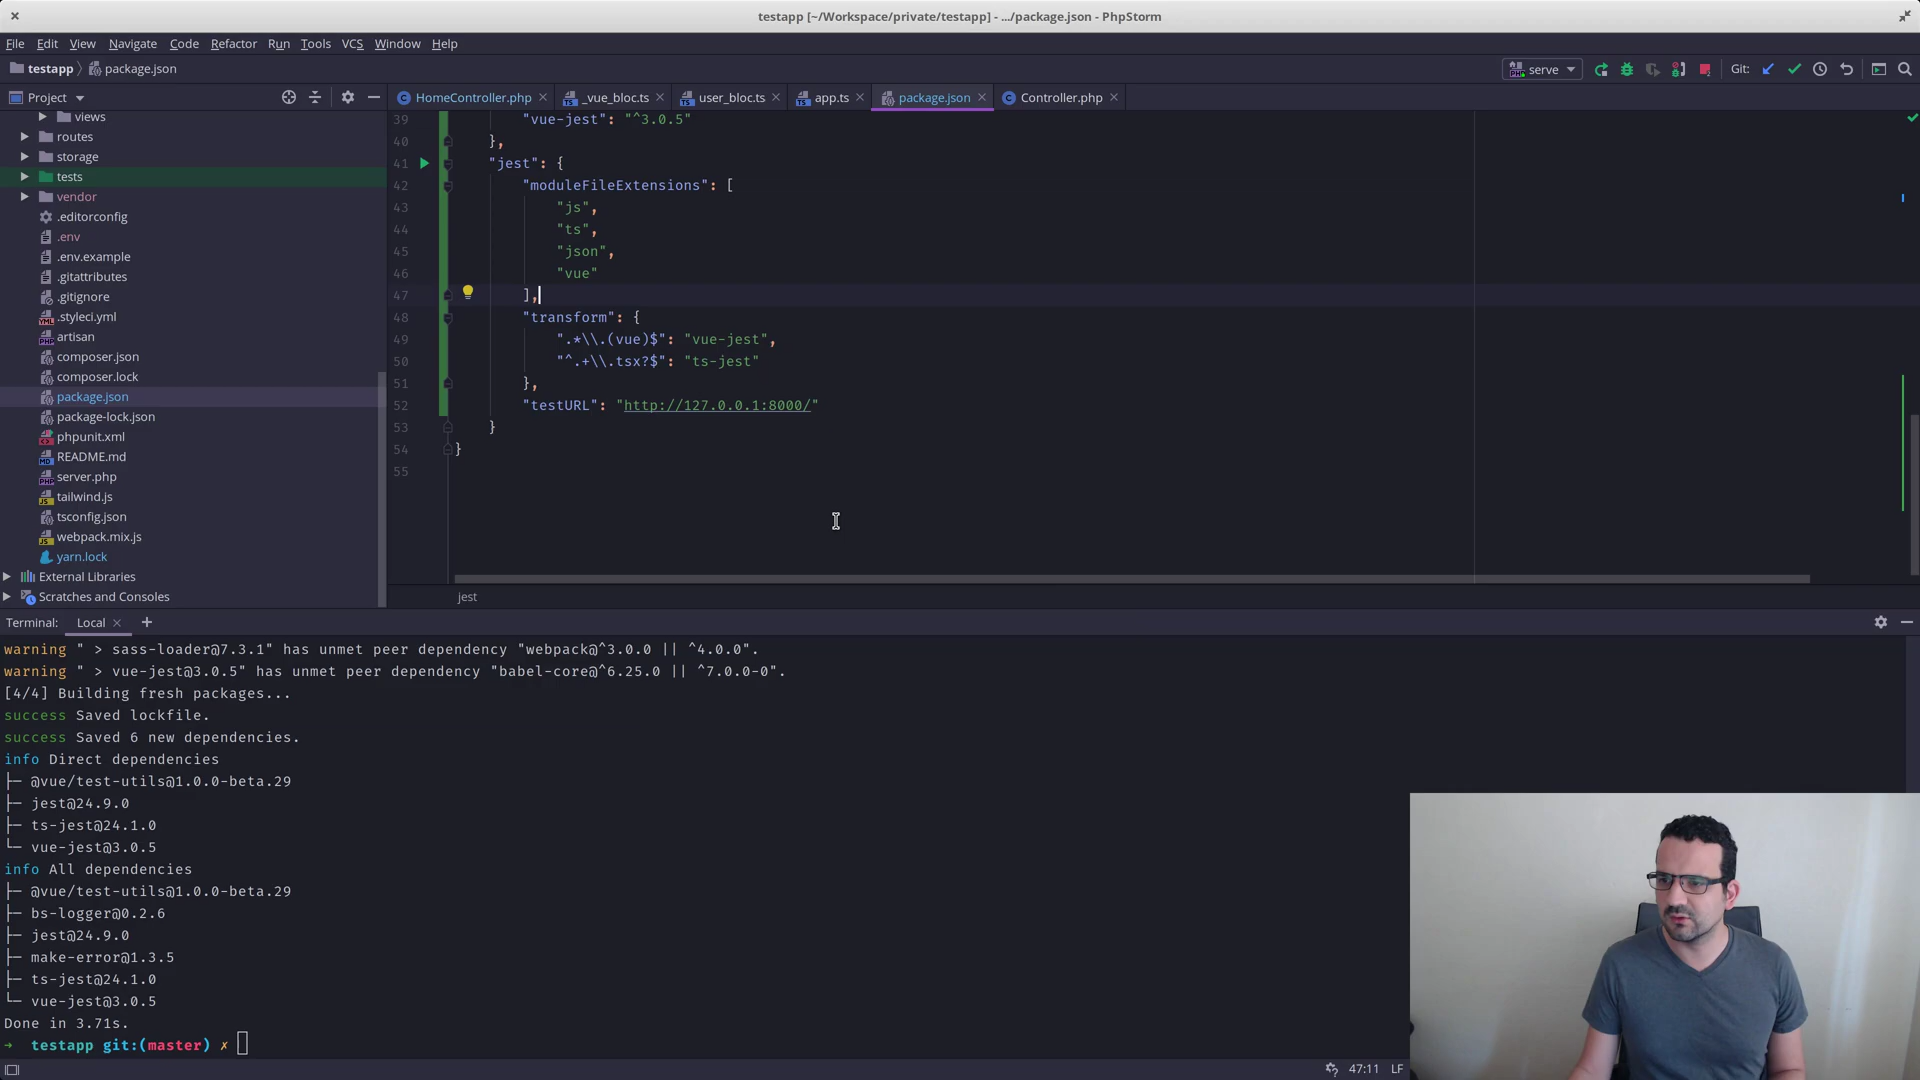 testapp [~/Workspace/private/testapp] - .../package.json - PhpStorm
File Edit View Navigate Code Refactor Run Tools VCS Window Help
testapp package.json
serve Git:
Project
HomeController.php _vue_bloc.ts user_bloc.ts app.ts package.json Controller.php
views
routes
storage
tests
vendor
.editorconfig
.env
.env.example
.gitattributes
.gitignore
.styleci.yml
artisan
composer.json
composer.lock
package.json
package-lock.json
phpunit.xml
README.md
server.php
tailwind.js
tsconfig.json
webpack.mix.js
yarn.lock
External Libraries
Scratches and Consoles
39 "vue-jest": "^3.0.5"
40 },
41 "jest": {
42 "moduleFileExtensions": [
43 "js",
44 "ts",
45 "json",
46 "vue"
47 ],
48 "transform": {
49 ".*\\.(vue)$": "vue-jest",
50 "^.+\\.tsx?$": "ts-jest"
51 },
52 "testURL": "http://127.0.0.1:8000/"
53 }
54 }
55
jest
Terminal: Local
warning " > sass-loader@7.3.1" has unmet peer dependency "webpack@^3.0.0 || ^4.0.0".
warning " > vue-jest@3.0.5" has unmet peer dependency "babel-core@^6.25.0 || ^7.0.0-0".
[4/4] Building fresh packages...
success Saved lockfile.
success Saved 6 new dependencies.
info Direct dependencies
├─ @vue/test-utils@1.0.0-beta.29
├─ jest@24.9.0
├─ ts-jest@24.1.0
└─ vue-jest@3.0.5
info All dependencies
├─ @vue/test-utils@1.0.0-beta.29
├─ bs-logger@0.2.6
├─ jest@24.9.0
├─ make-error@1.3.5
├─ ts-jest@24.1.0
└─ vue-jest@3.0.5
Done in 3.71s.
→ testapp git:(master) ✗
47:11 LF